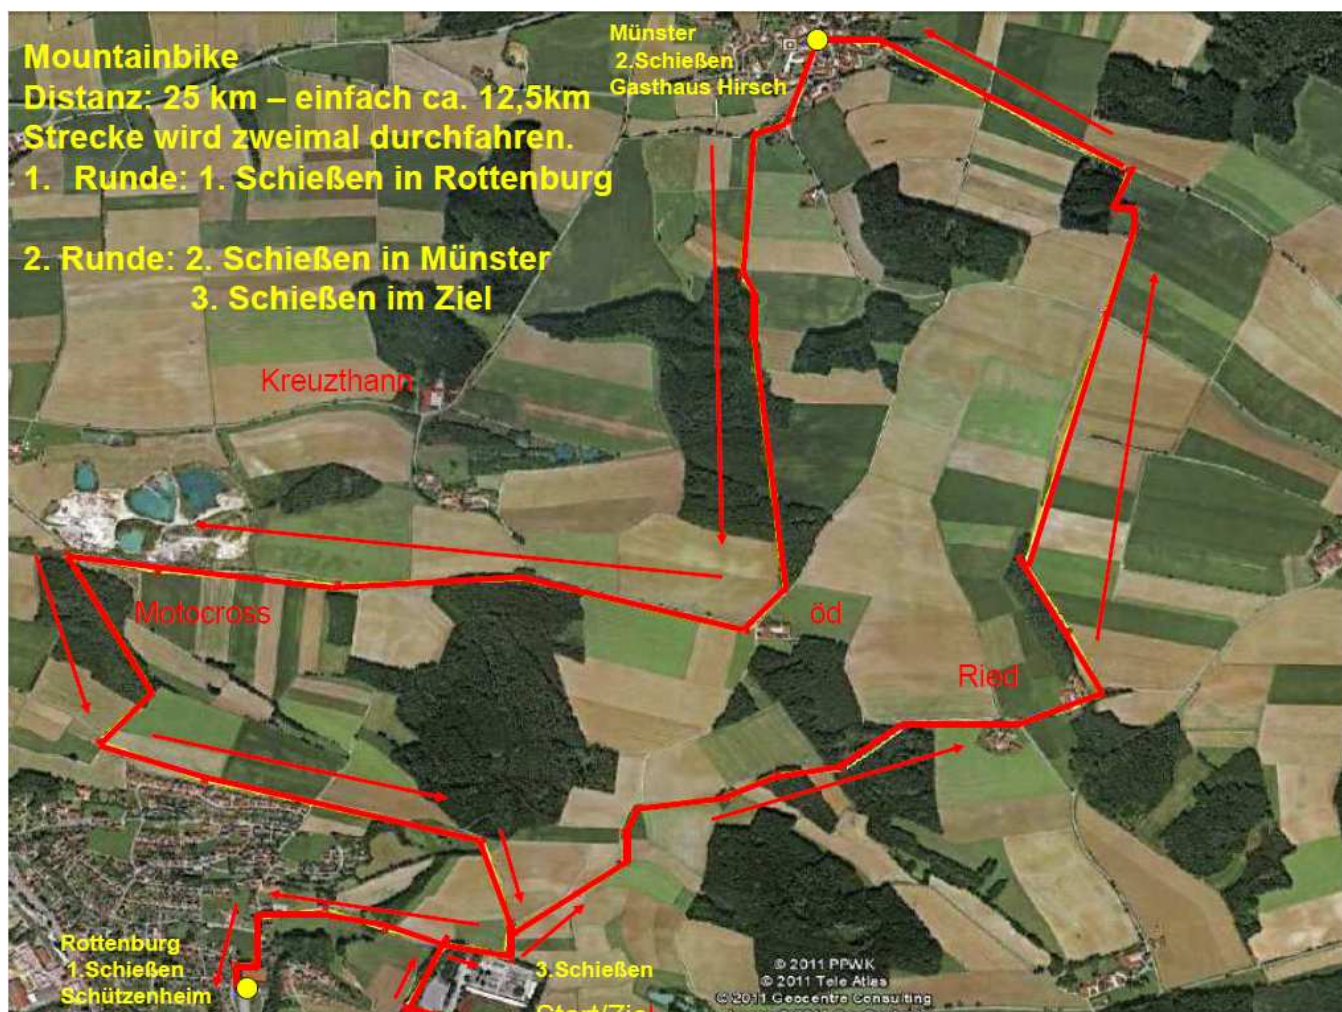 Mountainbike
Distanz: 25 km – einfach ca. 12,5km
Strecke wird zweimal durchfahren.
1. Runde: 1. Schießen in Rottenburg
2. Runde: 2. Schießen in Münster
3. Schießen im Ziel
Münster
2.Schießen
Gasthaus Hirsch
Kreuzthann
Motocross
öd
Ried
Rottenburg
1.Schießen
Schützenheim
3.Schießen
Start/Ziel
© 2011 PPWK
© 2011 Tele Atlas
© 2011 Geocentre Consulting